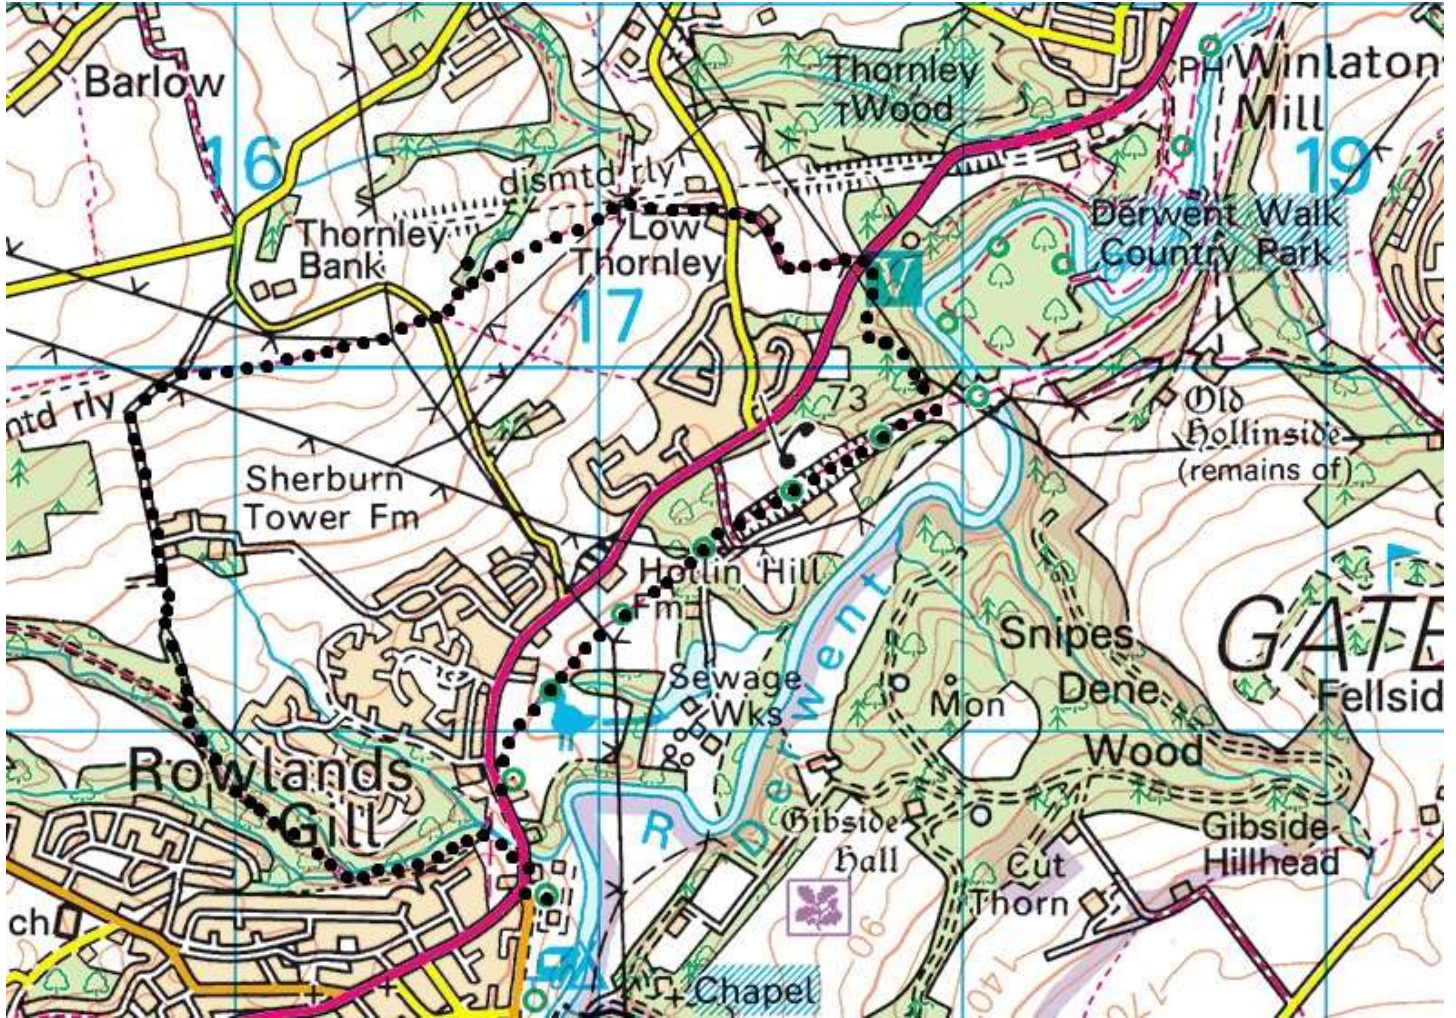 Barlow
Thornley
Wood
PH
Winlaton
Mill
16
19
dismtd rly
Thornley
Bank
Low
Thornley
Derwent Walk
Country Park
V
17
73
ntd rly
Old
Hollinside
(remains of)
Sherburn
Tower Fm
Hollin Hill
Fm
GATE
Fellsid
Snipes
Dene
Wood
Sewage
Wks
Mon
Rowlands
Gill
R Derwent
Gibside
Hall
Cut
Thorn
Gibside
Hillhead
ch
90
140
170
Chapel